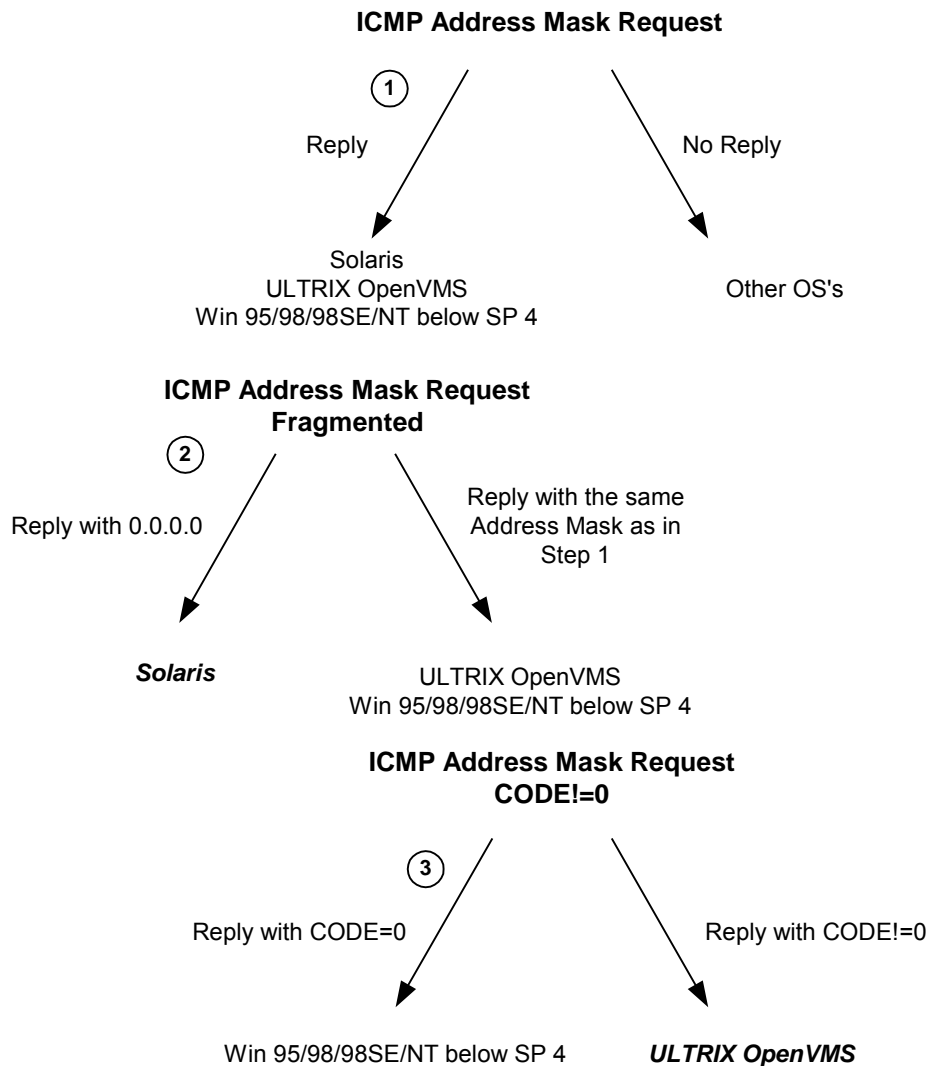 ICMP Address Mask Request
1
Reply
No Reply
Solaris
ULTRIX OpenVMS
Win 95/98/98SE/NT below SP 4
Other OS's
ICMP Address Mask Request
Fragmented
2
Reply with 0.0.0.0
Reply with the same
Address Mask as in
Step 1
Solaris
ULTRIX OpenVMS
Win 95/98/98SE/NT below SP 4
ICMP Address Mask Request
CODE!=0
3
Reply with CODE=0
Reply with CODE!=0
Win 95/98/98SE/NT below SP 4
ULTRIX OpenVMS